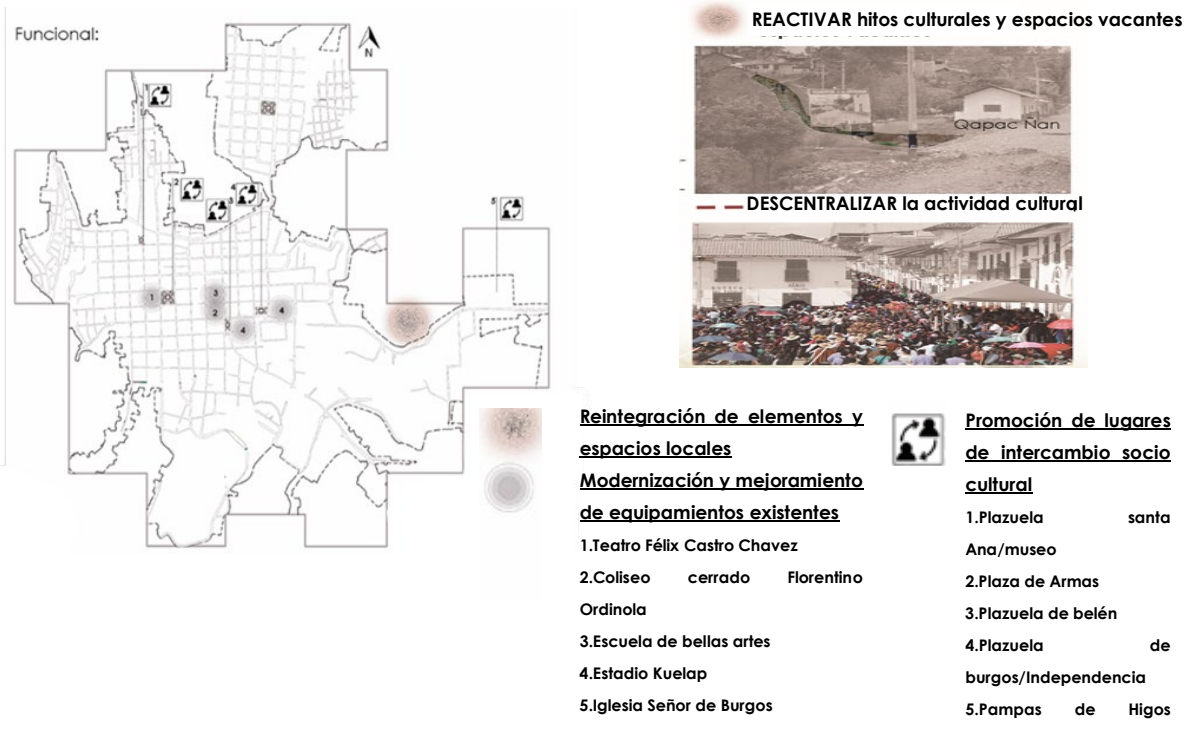 Funcional:
N
1
2
3
4
5
1
3
2
4
4
REACTIVAR hitos culturales y espacios vacantes
Qapac Ñan
DESCENTRALIZAR la actividad cultural
Reintegración de elementos y
espacios locales
Modernización y mejoramiento
de equipamientos existentes
1.Teatro Félix Castro Chavez
2.Coliseo cerrado Florentino
Ordinola
3.Escuela de bellas artes
4.Estadio Kuelap
5.Iglesia Señor de Burgos
Promoción de lugares
de intercambio socio
cultural
1.Plazuela santa
Ana/museo
2.Plaza de Armas
3.Plazuela de belén
4.Plazuela de
burgos/Independencia
5.Pampas de Higos